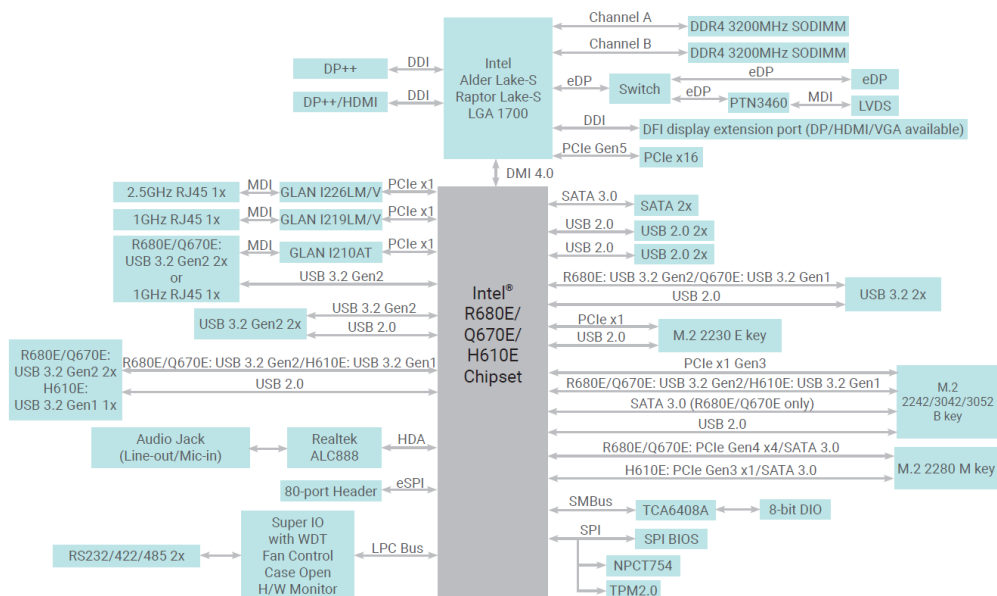 Channel A
DDR4 3200MHz SODIMM
Channel B
DDR4 3200MHz SODIMM
Intel
Alder Lake-S
Raptor Lake-S
LGA 1700
DP++
DDI
DP++/HDMI
DDI
eDP
Switch
eDP
eDP
eDP
PTN3460
MDI
LVDS
DDI
DFI display extension port (DP/HDMI/VGA available)
PCIe Gen5
PCIe x16
DMI 4.0
2.5GHz RJ45 1x
MDI
GLAN I226LM/V
PCIe x1
1GHz RJ45 1x
MDI
GLAN I219LM/V
PCIe x1
R680E/Q670E:
USB 3.2 Gen2 2x
or
1GHz RJ45 1x
MDI
GLAN I210AT
PCIe x1
USB 3.2 Gen2
USB 3.2 Gen2 2x
USB 3.2 Gen2
USB 2.0
R680E/Q670E:
USB 3.2 Gen2 2x
H610E:
USB 3.2 Gen1 1x
R680E/Q670E: USB 3.2 Gen2/H610E: USB 3.2 Gen1
USB 2.0
Audio Jack
(Line-out/Mic-in)
Realtek
ALC888
HDA
80-port Header
eSPI
RS232/422/485 2x
Super IO
with WDT
Fan Control
Case Open
H/W Monitor
LPC Bus
Intel®
R680E/
Q670E/
H610E
Chipset
SATA 3.0
SATA 2x
USB 2.0
USB 2.0 2x
USB 2.0
USB 2.0 2x
R680E: USB 3.2 Gen2/Q670E: USB 3.2 Gen1
USB 2.0
USB 3.2 2x
PCIe x1
USB 2.0
M.2 2230 E key
PCIe x1 Gen3
R680E/Q670E: USB 3.2 Gen2/H610E: USB 3.2 Gen1
SATA 3.0 (R680E/Q670E only)
USB 2.0
M.2
2242/3042/3052
B key
R680E/Q670E: PCIe Gen4 x4/SATA 3.0
H610E: PCIe Gen3 x1/SATA 3.0
M.2 2280 M key
SMBus
TCA6408A
8-bit DIO
SPI
SPI BIOS
NPCT754
TPM2.0